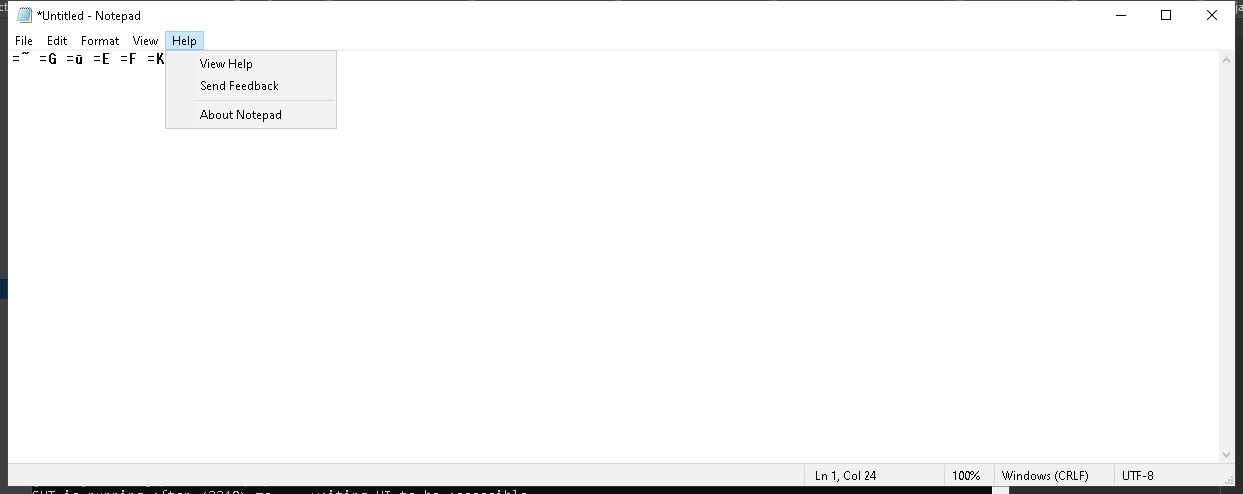 *Untitled - Notepad
File Edit Format View Help
=~ =G =ū =E =F =K
View Help
Send Feedback
About Notepad
Ln 1, Col 24 100% Windows (CRLF) UTF-8